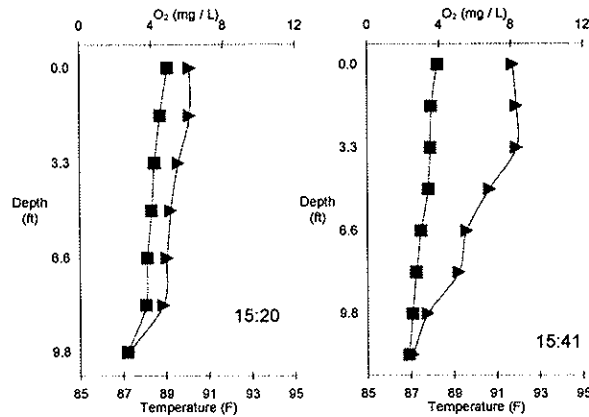 O₂ (mg / L)
0 4 8 12
0.0
3.3
Depth
(ft)
6.6
9.8
15:20
85 87 89 91 93 95
Temperature (F)
O₂ (mg / L)
0 4 8 12
0.0
3.3
Depth
(ft)
6.6
9.8
15:41
85 87 89 91 93 95
Temperature (F)